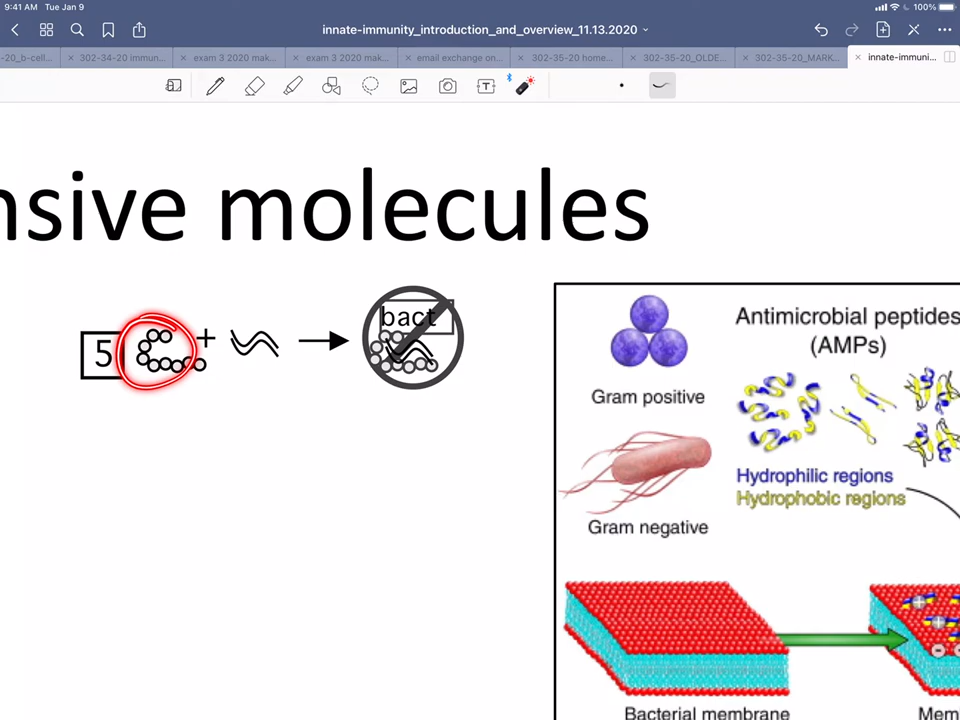 9:41 AM Tue Jan 9
100%
innate-immunity_introduction_and_overview_11.13.2020
20_b-cell...
302-34-20 immun...
exam 3 2020 mak...
exam 3 2020 mak...
email exchange on...
302-35-20 home...
302-35-20_OLDE...
302-35-20_MARK...
innate-immuni...
nsive molecules
5
+
bact
Antimicrobial peptides
(AMPs)
Gram positive
Hydrophilic regions
Hydrophobic regions
Gram negative
Bacterial membrane
Mem